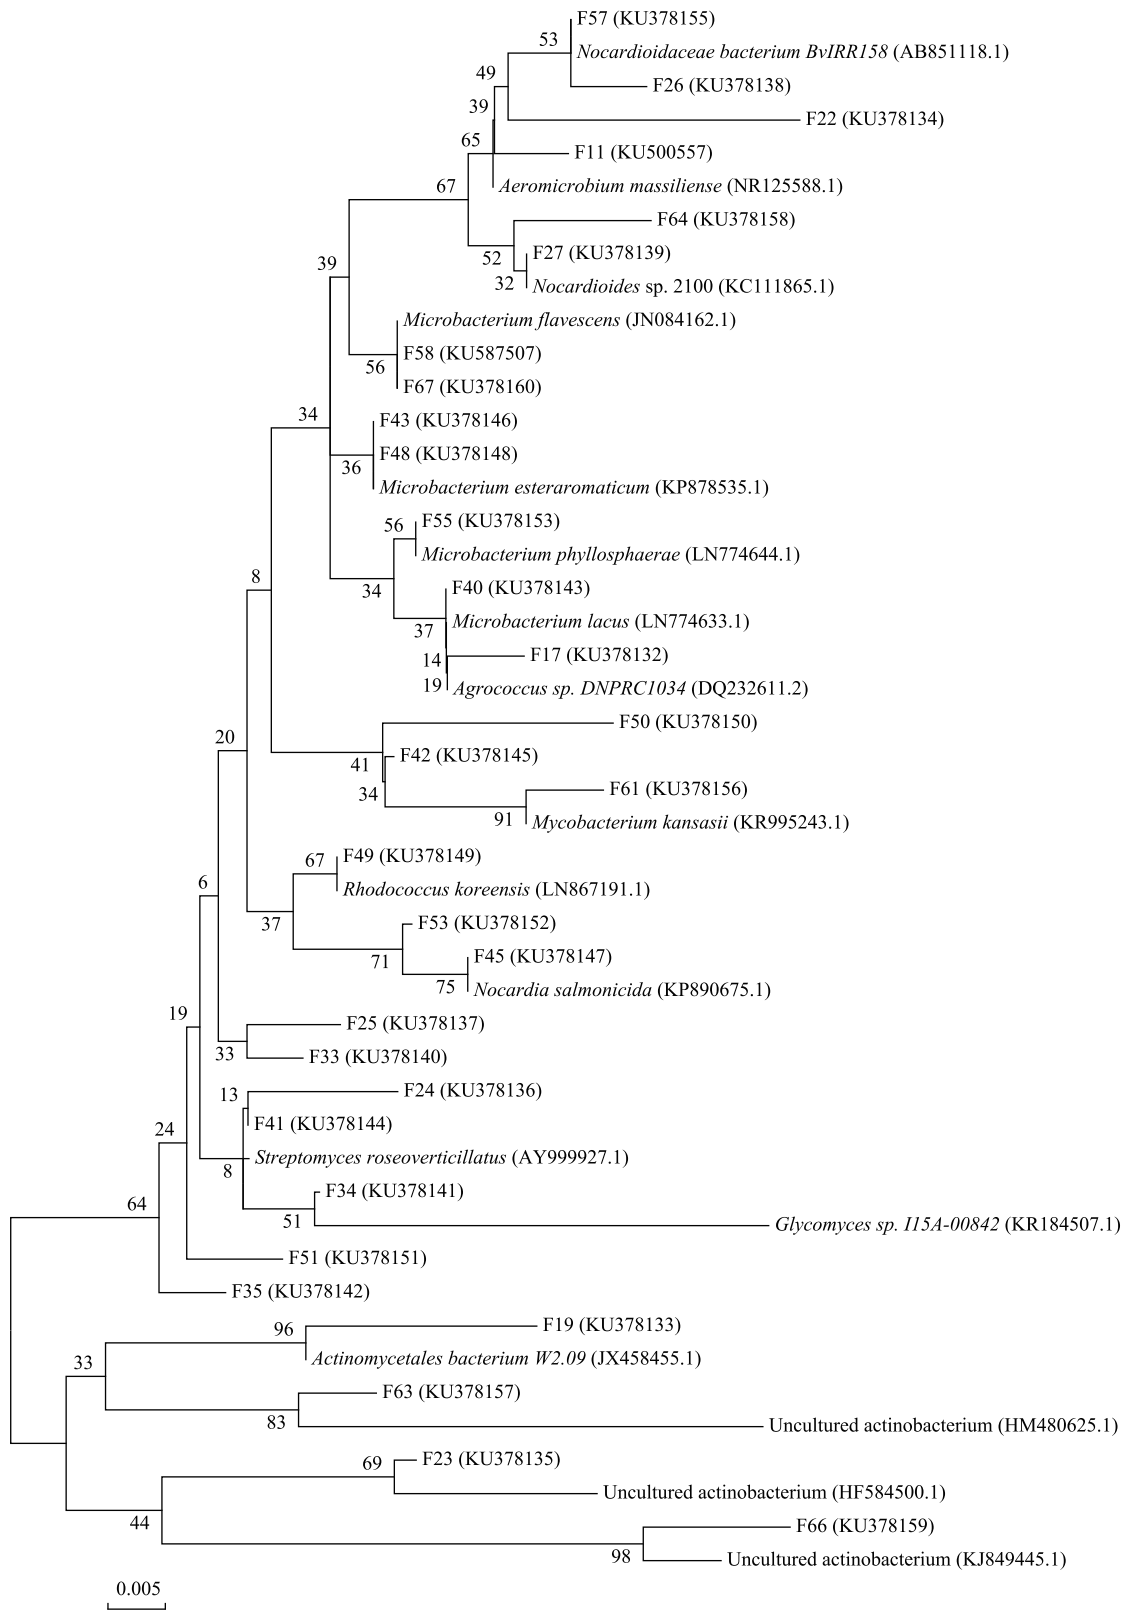 F57 (KU378155)
53
Nocardioidaceae bacterium BvIRR158 (AB851118.1)
49
F26 (KU378138)
39
F22 (KU378134)
65
F11 (KU500557)
67
Aeromicrobium massiliense (NR125588.1)
F64 (KU378158)
52
F27 (KU378139)
39
32
Nocardioides sp. 2100 (KC111865.1)
Microbacterium flavescens (JN084162.1)
F58 (KU587507)
56
F67 (KU378160)
34
F43 (KU378146)
F48 (KU378148)
36
Microbacterium esteraromaticum (KP878535.1)
56
F55 (KU378153)
Microbacterium phyllosphaerae (LN774644.1)
8
34
F40 (KU378143)
37
Microbacterium lacus (LN774633.1)
14
F17 (KU378132)
19
Agrococcus sp. DNPRC1034 (DQ232611.2)
F50 (KU378150)
20
41
F42 (KU378145)
34
F61 (KU378156)
91
Mycobacterium kansasii (KR995243.1)
67
F49 (KU378149)
6
Rhodococcus koreensis (LN867191.1)
37
F53 (KU378152)
71
F45 (KU378147)
75
Nocardia salmonicida (KP890675.1)
19
F25 (KU378137)
33
F33 (KU378140)
13
F24 (KU378136)
24
F41 (KU378144)
8
Streptomyces roseoverticillatus (AY999927.1)
64
F34 (KU378141)
51
Glycomyces sp. I15A-00842 (KR184507.1)
F51 (KU378151)
F35 (KU378142)
96
F19 (KU378133)
33
Actinomycetales bacterium W2.09 (JX458455.1)
F63 (KU378157)
83
Uncultured actinobacterium (HM480625.1)
69
F23 (KU378135)
Uncultured actinobacterium (HF584500.1)
44
F66 (KU378159)
98
Uncultured actinobacterium (KJ849445.1)
0.005